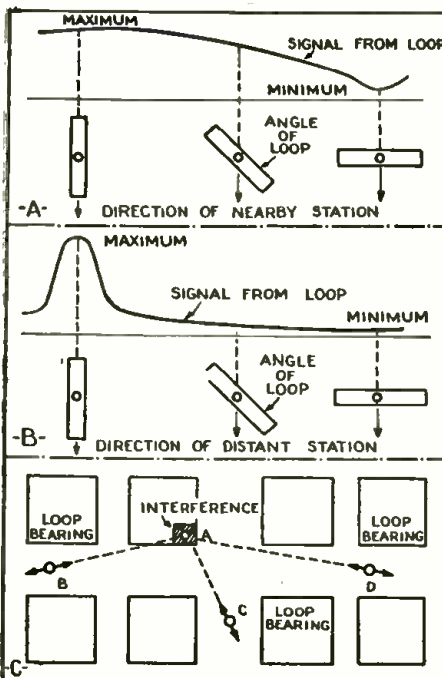 MAXIMUM
SIGNAL FROM LOOP
MINIMUM
ANGLE
OF
LOOP
-A- DIRECTION OF NEARBY STATION
MAXIMUM
SIGNAL FROM LOOP
MINIMUM
ANGLE
OF
LOOP
-B- DIRECTION OF DISTANT STATION
INTERFERENCE
LOOP
BEARING
A
LOOP
BEARING
B
D
C
LOOP
BEARING
-C-